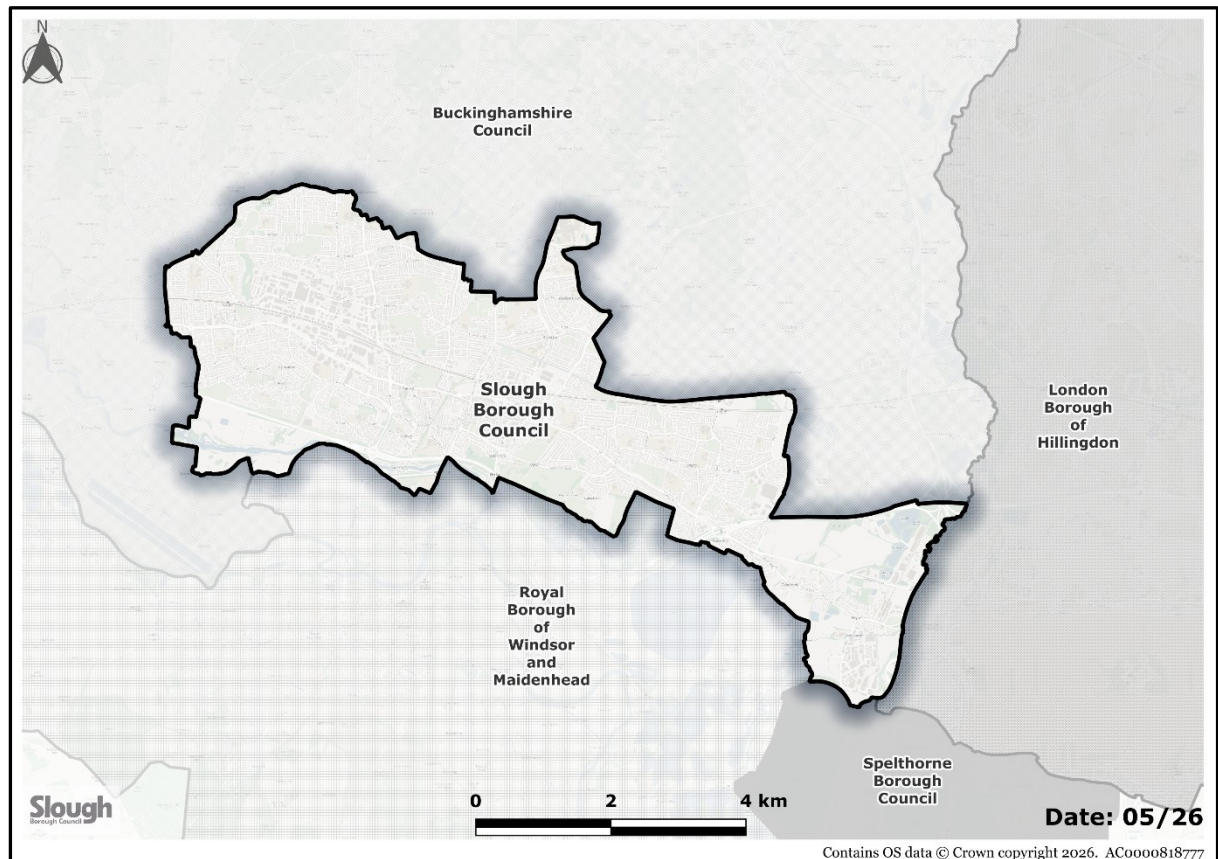 N
Buckinghamshire
Council
Slough
Borough
Council
London
Borough
of
Hillingdon
Royal
Borough
of
Windsor
and
Maidenhead
Spelthorne
Borough
Council
Slough
Borough Council
0 2 4 km
Date: 05/26
Contains OS data © Crown copyright 2026. AC0000818777